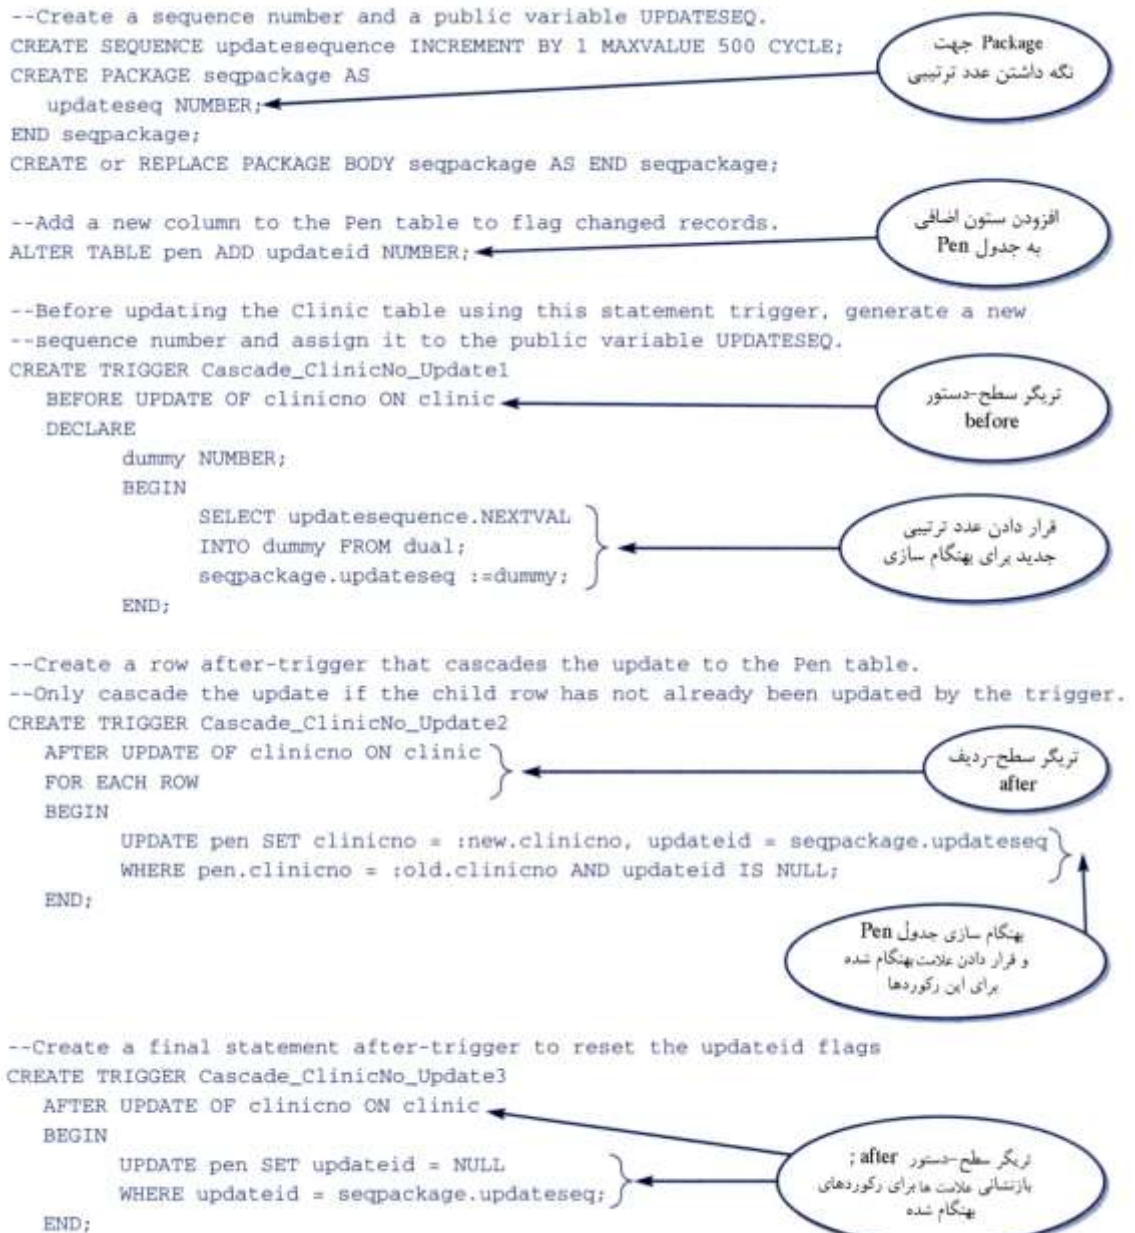 --Create a sequence number and a public variable UPDATESEQ.
CREATE SEQUENCE updatesequence INCREMENT BY 1 MAXVALUE 500 CYCLE;
CREATE PACKAGE seqpackage AS
updateseq NUMBER;
END seqpackage;
CREATE or REPLACE PACKAGE BODY seqpackage AS END seqpackage;
Package جهت
نگه داشتن عدد ترتیبی
--Add a new column to the Pen table to flag changed records.
ALTER TABLE pen ADD updateid NUMBER;
افزودن ستون اضافی
به جدول Pen
--Before updating the Clinic table using this statement trigger, generate a new
--sequence number and assign it to the public variable UPDATESEQ.
CREATE TRIGGER Cascade_ClinicNo_Update1
BEFORE UPDATE OF clinicno ON clinic
DECLARE
dummy NUMBER;
BEGIN
SELECT updatesequence.NEXTVAL
INTO dummy FROM dual;
seqpackage.updateseq :=dummy;
END;
تریگر سطح-دستور
before
قرار دادن عدد ترتیبی
جدید برای بهنگام سازی
--Create a row after-trigger that cascades the update to the Pen table.
--Only cascade the update if the child row has not already been updated by the trigger.
CREATE TRIGGER Cascade_ClinicNo_Update2
AFTER UPDATE OF clinicno ON clinic
FOR EACH ROW
BEGIN
UPDATE pen SET clinicno = :new.clinicno, updateid = seqpackage.updateseq
WHERE pen.clinicno = :old.clinicno AND updateid IS NULL;
END;
تریگر سطح-ردیف
after
بهنگام سازی جدول Pen
و قرار دادن علامت بهنگام شده
برای این رکوردها
--Create a final statement after-trigger to reset the updateid flags
CREATE TRIGGER Cascade_ClinicNo_Update3
AFTER UPDATE OF clinicno ON clinic
BEGIN
UPDATE pen SET updateid = NULL
WHERE updateid = seqpackage.updateseq;
END;
تریگر سطح-دستور after ;
بازنشانی علامت ها برای رکوردهای
بهنگام شده